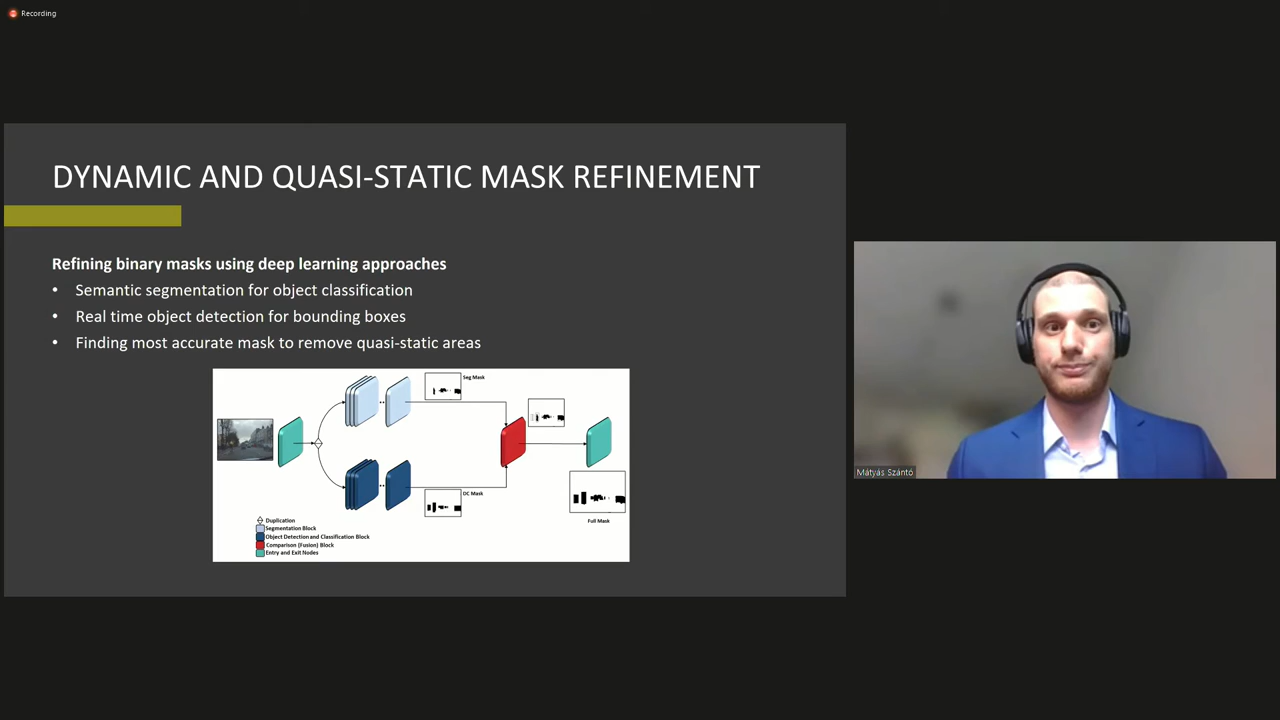 Recording
DYNAMIC AND QUASI-STATIC MASK REFINEMENT
Refining binary masks using deep learning approaches
• Semantic segmentation for object classification
• Real time object detection for bounding boxes
• Finding most accurate mask to remove quasi-static areas
Seg Mask
DC Mask
Full Mask
Duplication
Segmentation Block
Object Detection and Classification Block
Comparison (Fusion) Block
Entry and Exit Nodes
Mátyás Szántó